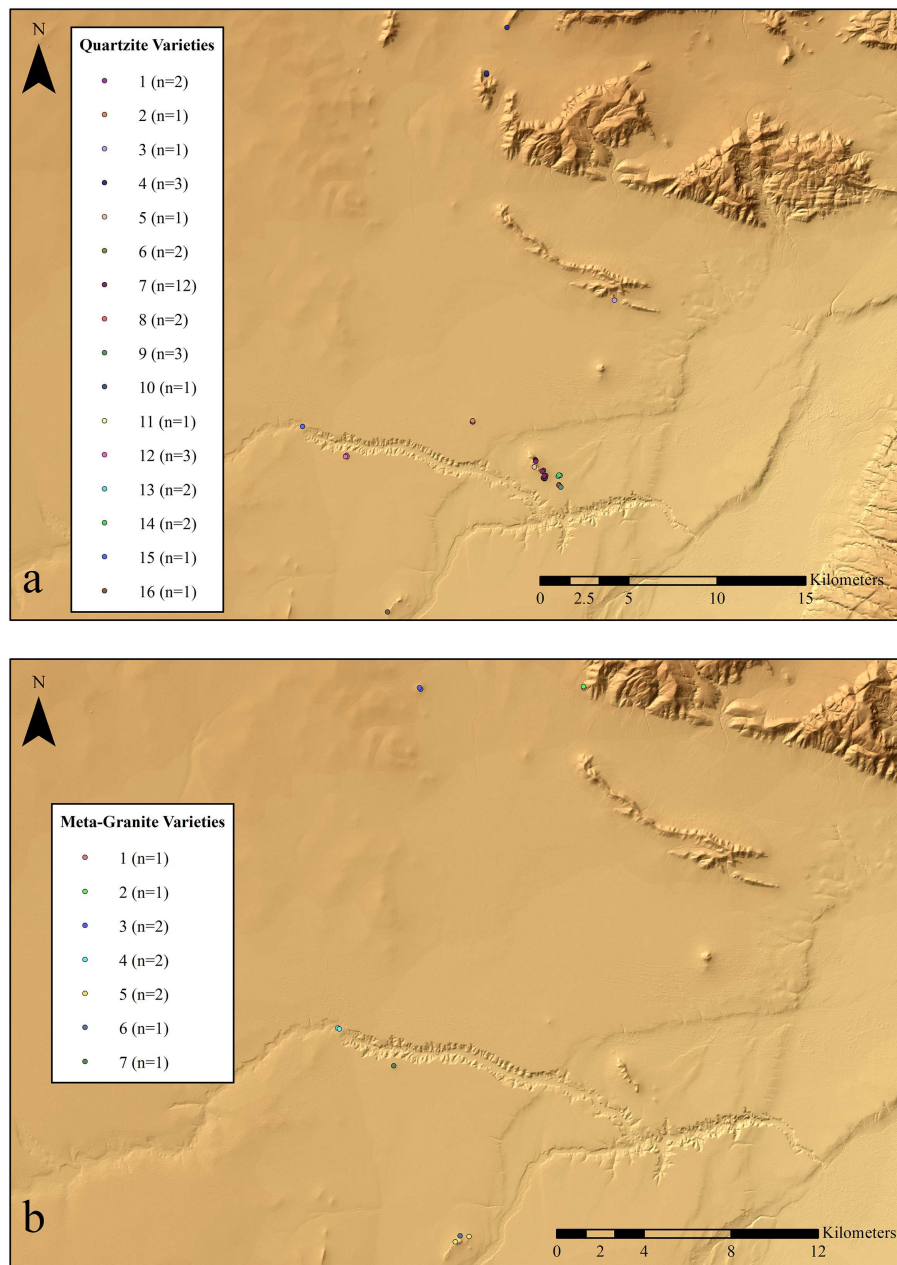 N
Quartzite Varieties
1 (n=2)
2 (n=1)
3 (n=1)
4 (n=3)
5 (n=1)
6 (n=2)
7 (n=12)
8 (n=2)
9 (n=3)
10 (n=1)
11 (n=1)
12 (n=3)
13 (n=2)
14 (n=2)
15 (n=1)
16 (n=1)
a
Kilometers
0 2.5 5 10 15
N
Meta-Granite Varieties
1 (n=1)
2 (n=1)
3 (n=2)
4 (n=2)
5 (n=2)
6 (n=1)
7 (n=1)
b
Kilometers
0 2 4 8 12